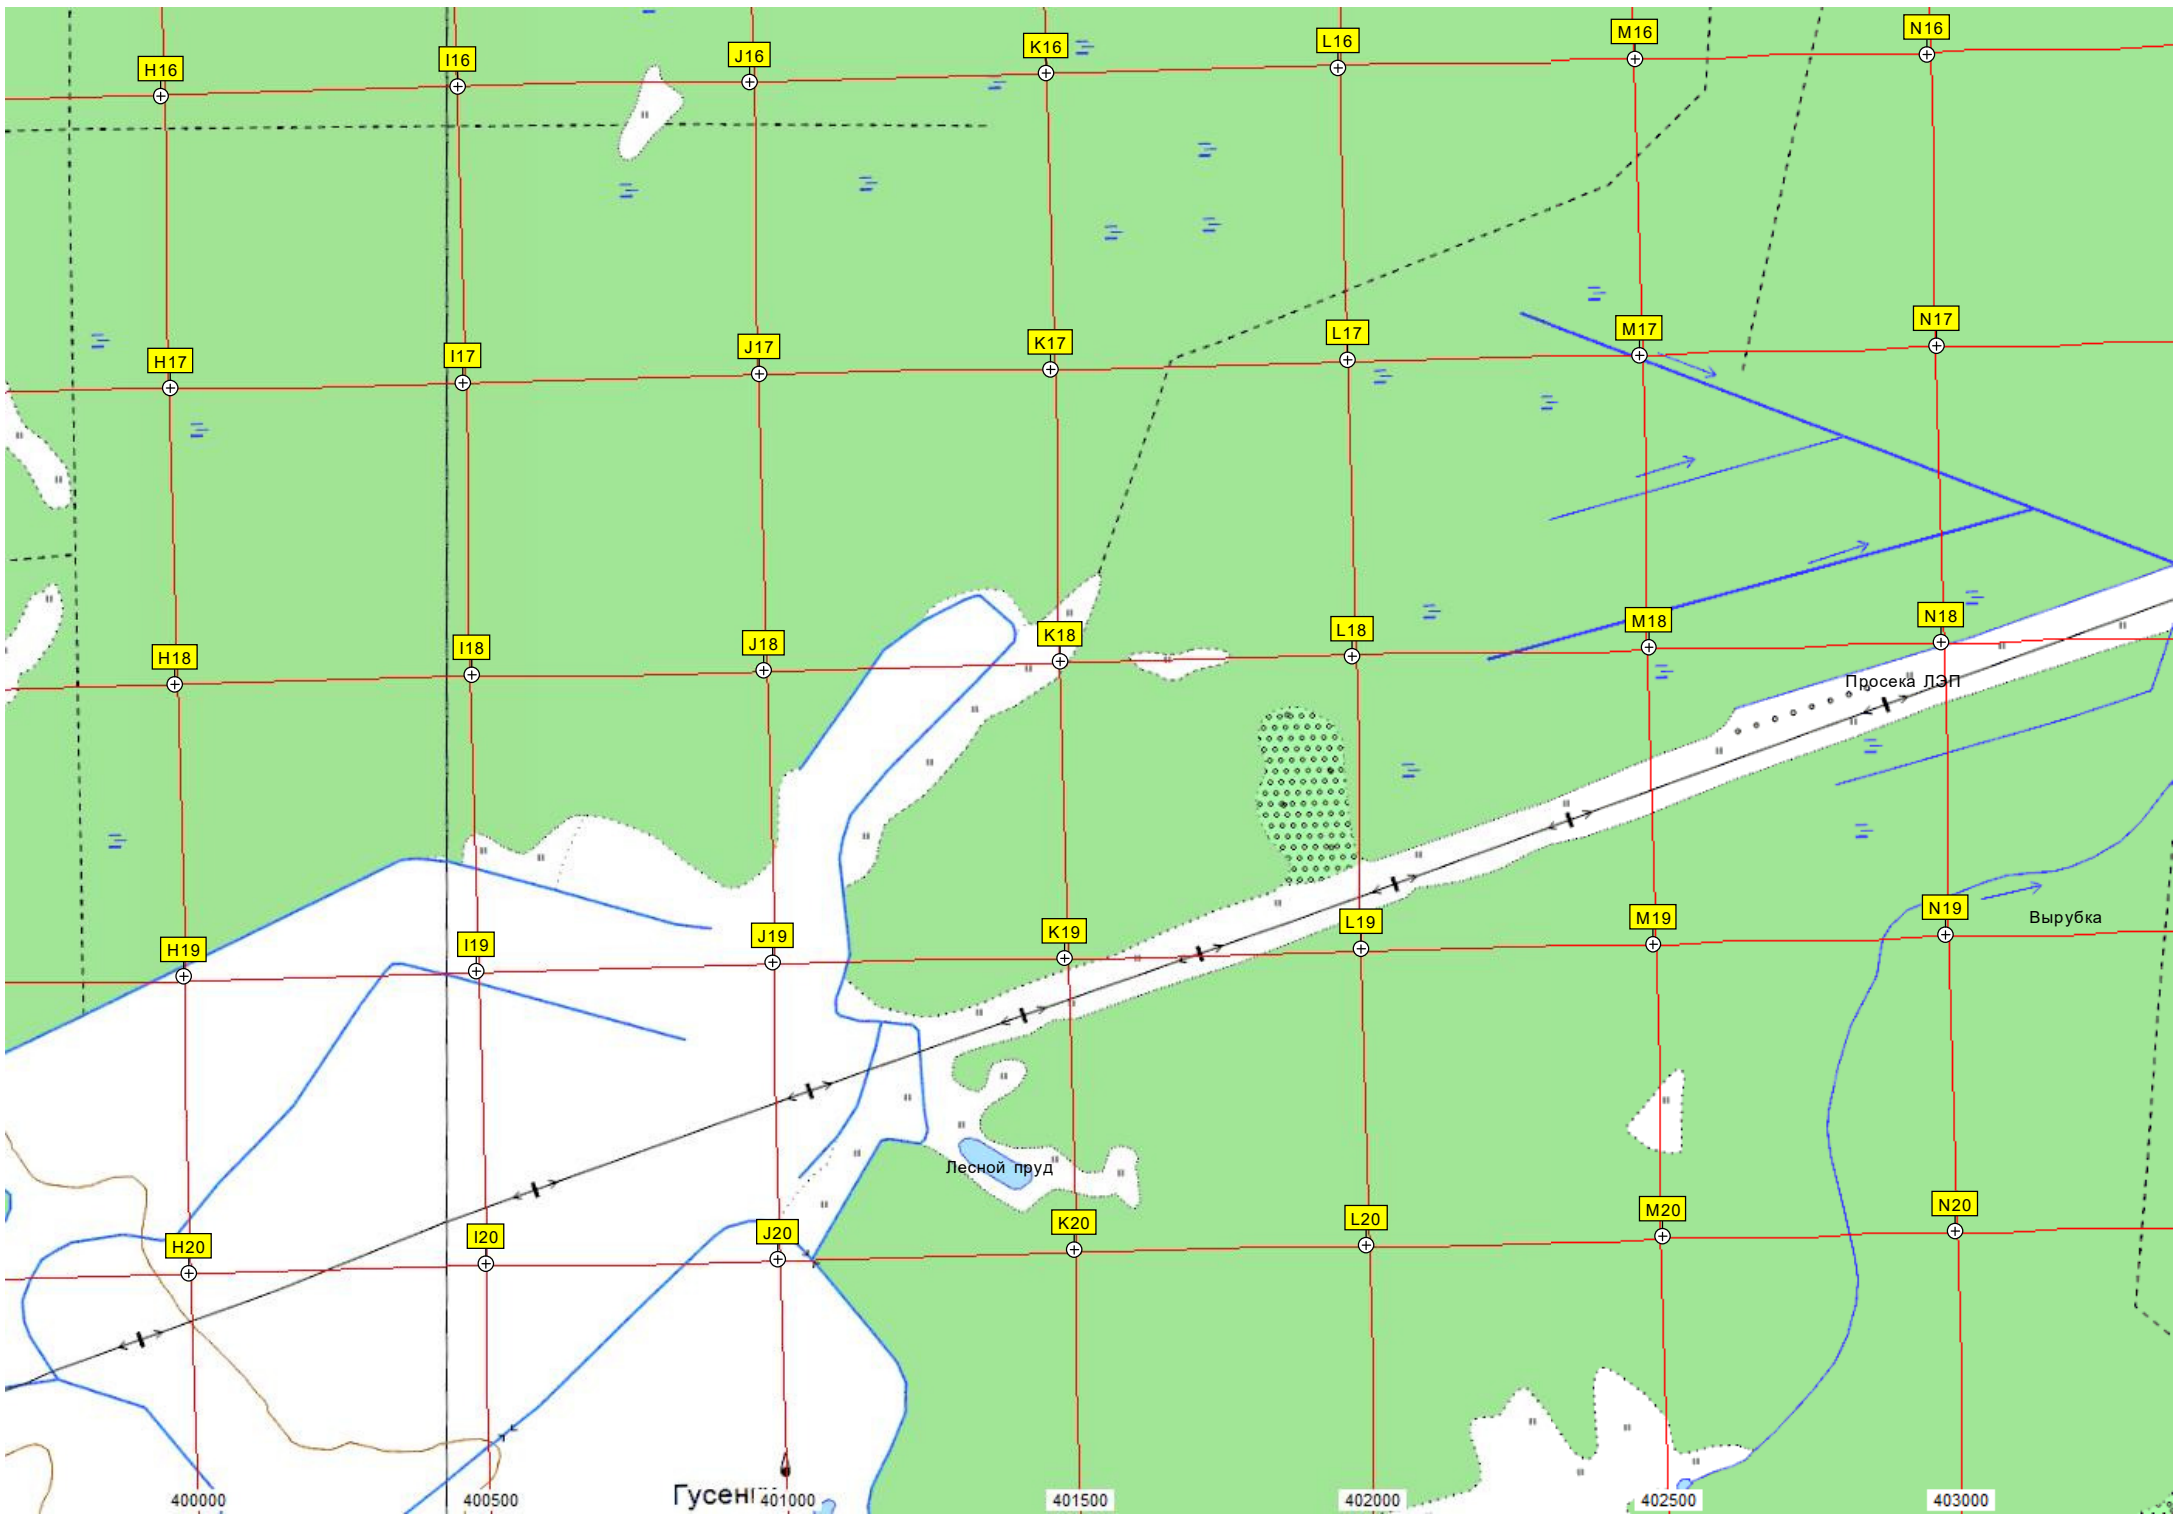 H16 I16 J16 K16 L16 M16 N16
H17 I17 J17 K17 L17 M17 N17
H18 I18 J18 K18 L18 M18 N18
Просека ЛЭП
H19 I19 J19 K19 L19 M19 N19
Вырубка
Лесной пруд
H20 I20 J20 K20 L20 M20 N20
400000 400500 401000 401500 402000 402500 403000